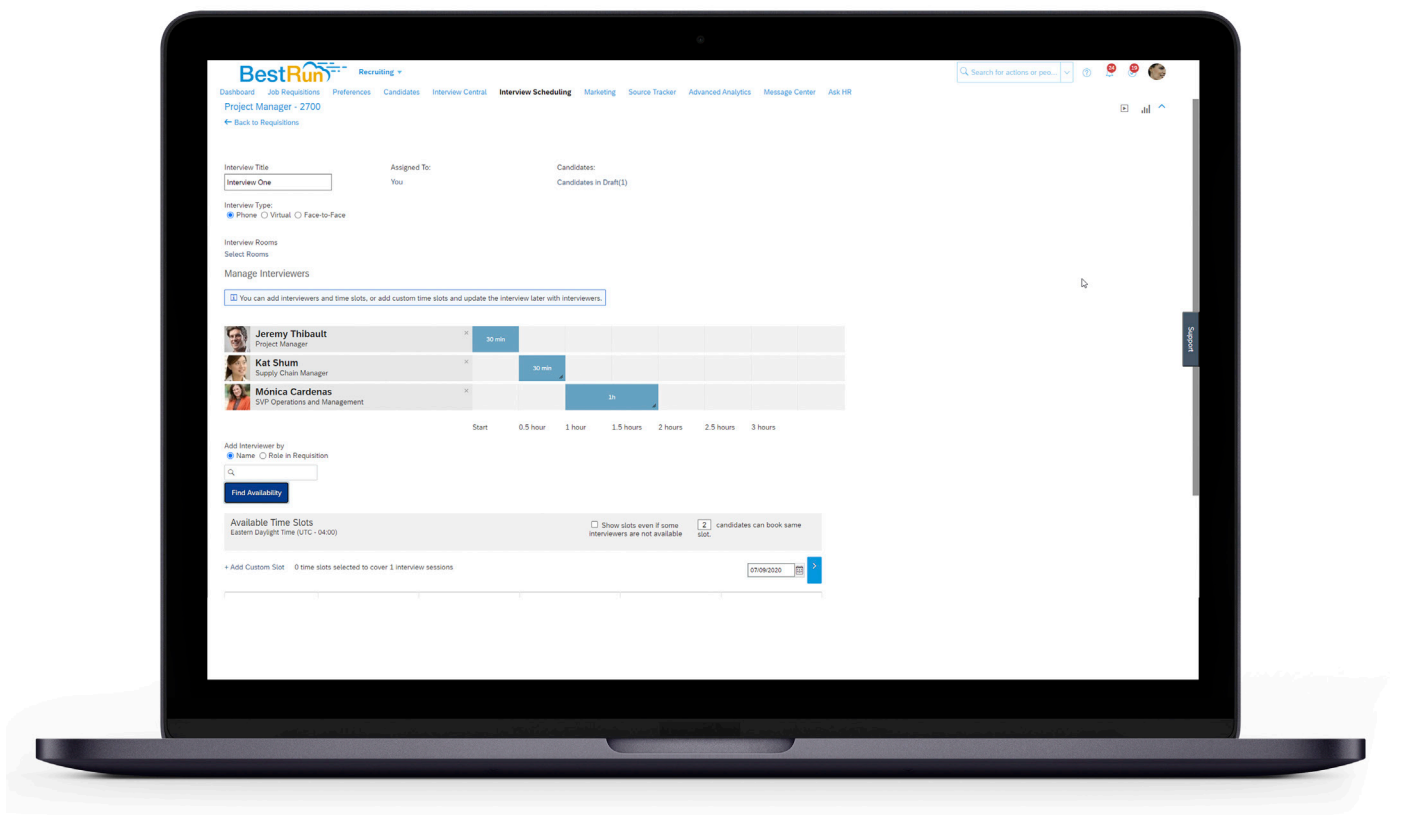 BestRun
Recruiting
Search for actions or peo...
Dashboard Job Requisitions Preferences Candidates Interview Central Interview Scheduling Marketing Source Tracker Advanced Analytics Message Center Ask HR
Project Manager - 2700
← Back to Requisitions
Interview Title Assigned To: Candidates:
Interview One You Candidates in Draft(1)
Interview Type:
Phone Virtual Face-to-Face
Interview Rooms
Select Rooms
Manage Interviewers
You can add interviewers and time slots, or add custom time slots and update the interview later with interviewers.
Support
Jeremy Thibault
Project Manager
30 min
Kat Shum
Supply Chain Manager
30 min
Mónica Cardenas
SVP Operations and Management
1h
Start 0.5 hour 1 hour 1.5 hours 2 hours 2.5 hours 3 hours
Add Interviewer by
Name Role in Requisition
Find Availability
Available Time Slots
Eastern Daylight Time (UTC - 04:00)
Show slots even if some
interviewers are not available
2 candidates can book same
slot.
+ Add Custom Slot 0 time slots selected to cover 1 interview sessions
07/09/2020